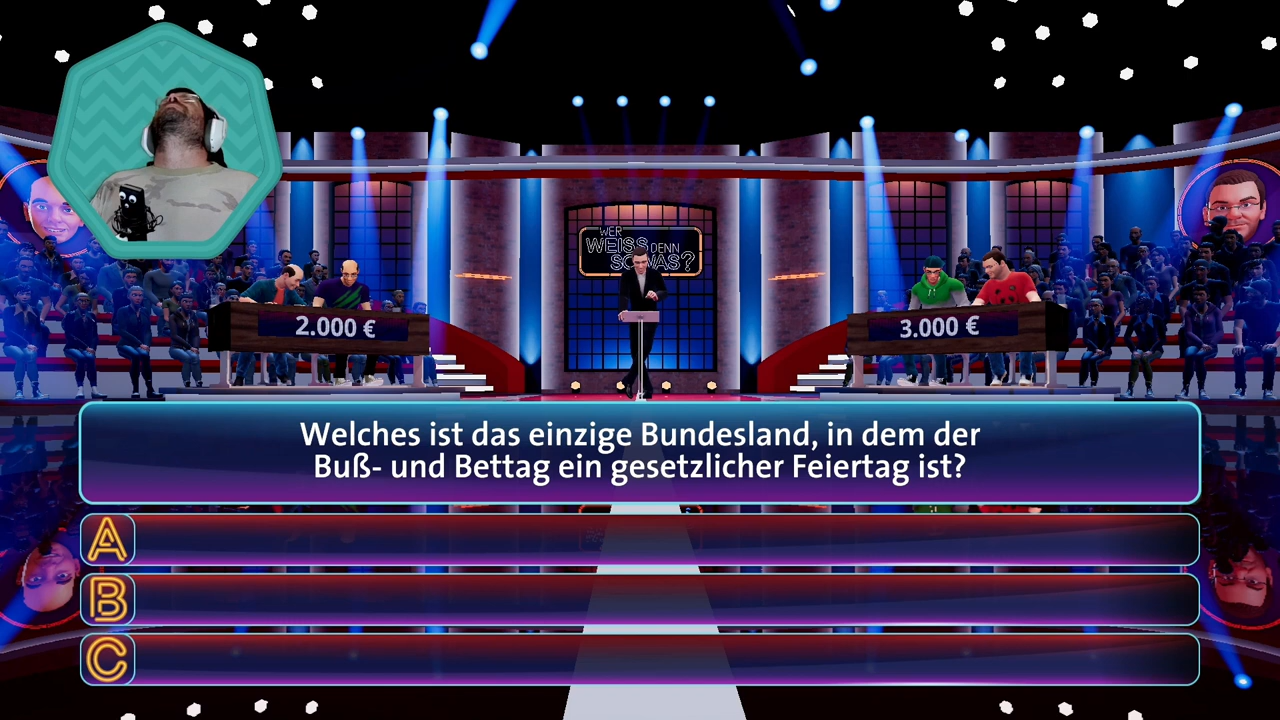 WER
WEISS DENN
SOWAS?
2.000 €
3.000 €
Welches ist das einzige Bundesland, in dem der
Buß- und Bettag ein gesetzlicher Feiertag ist?
A
B
C